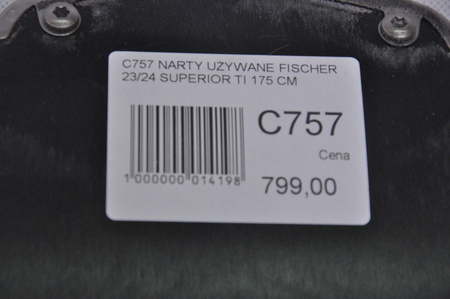 C757 NARTY UŻYWANE FISCHER
23/24 SUPERIOR TI 175 CM
C757
Cena
799,00
1 000000 014198